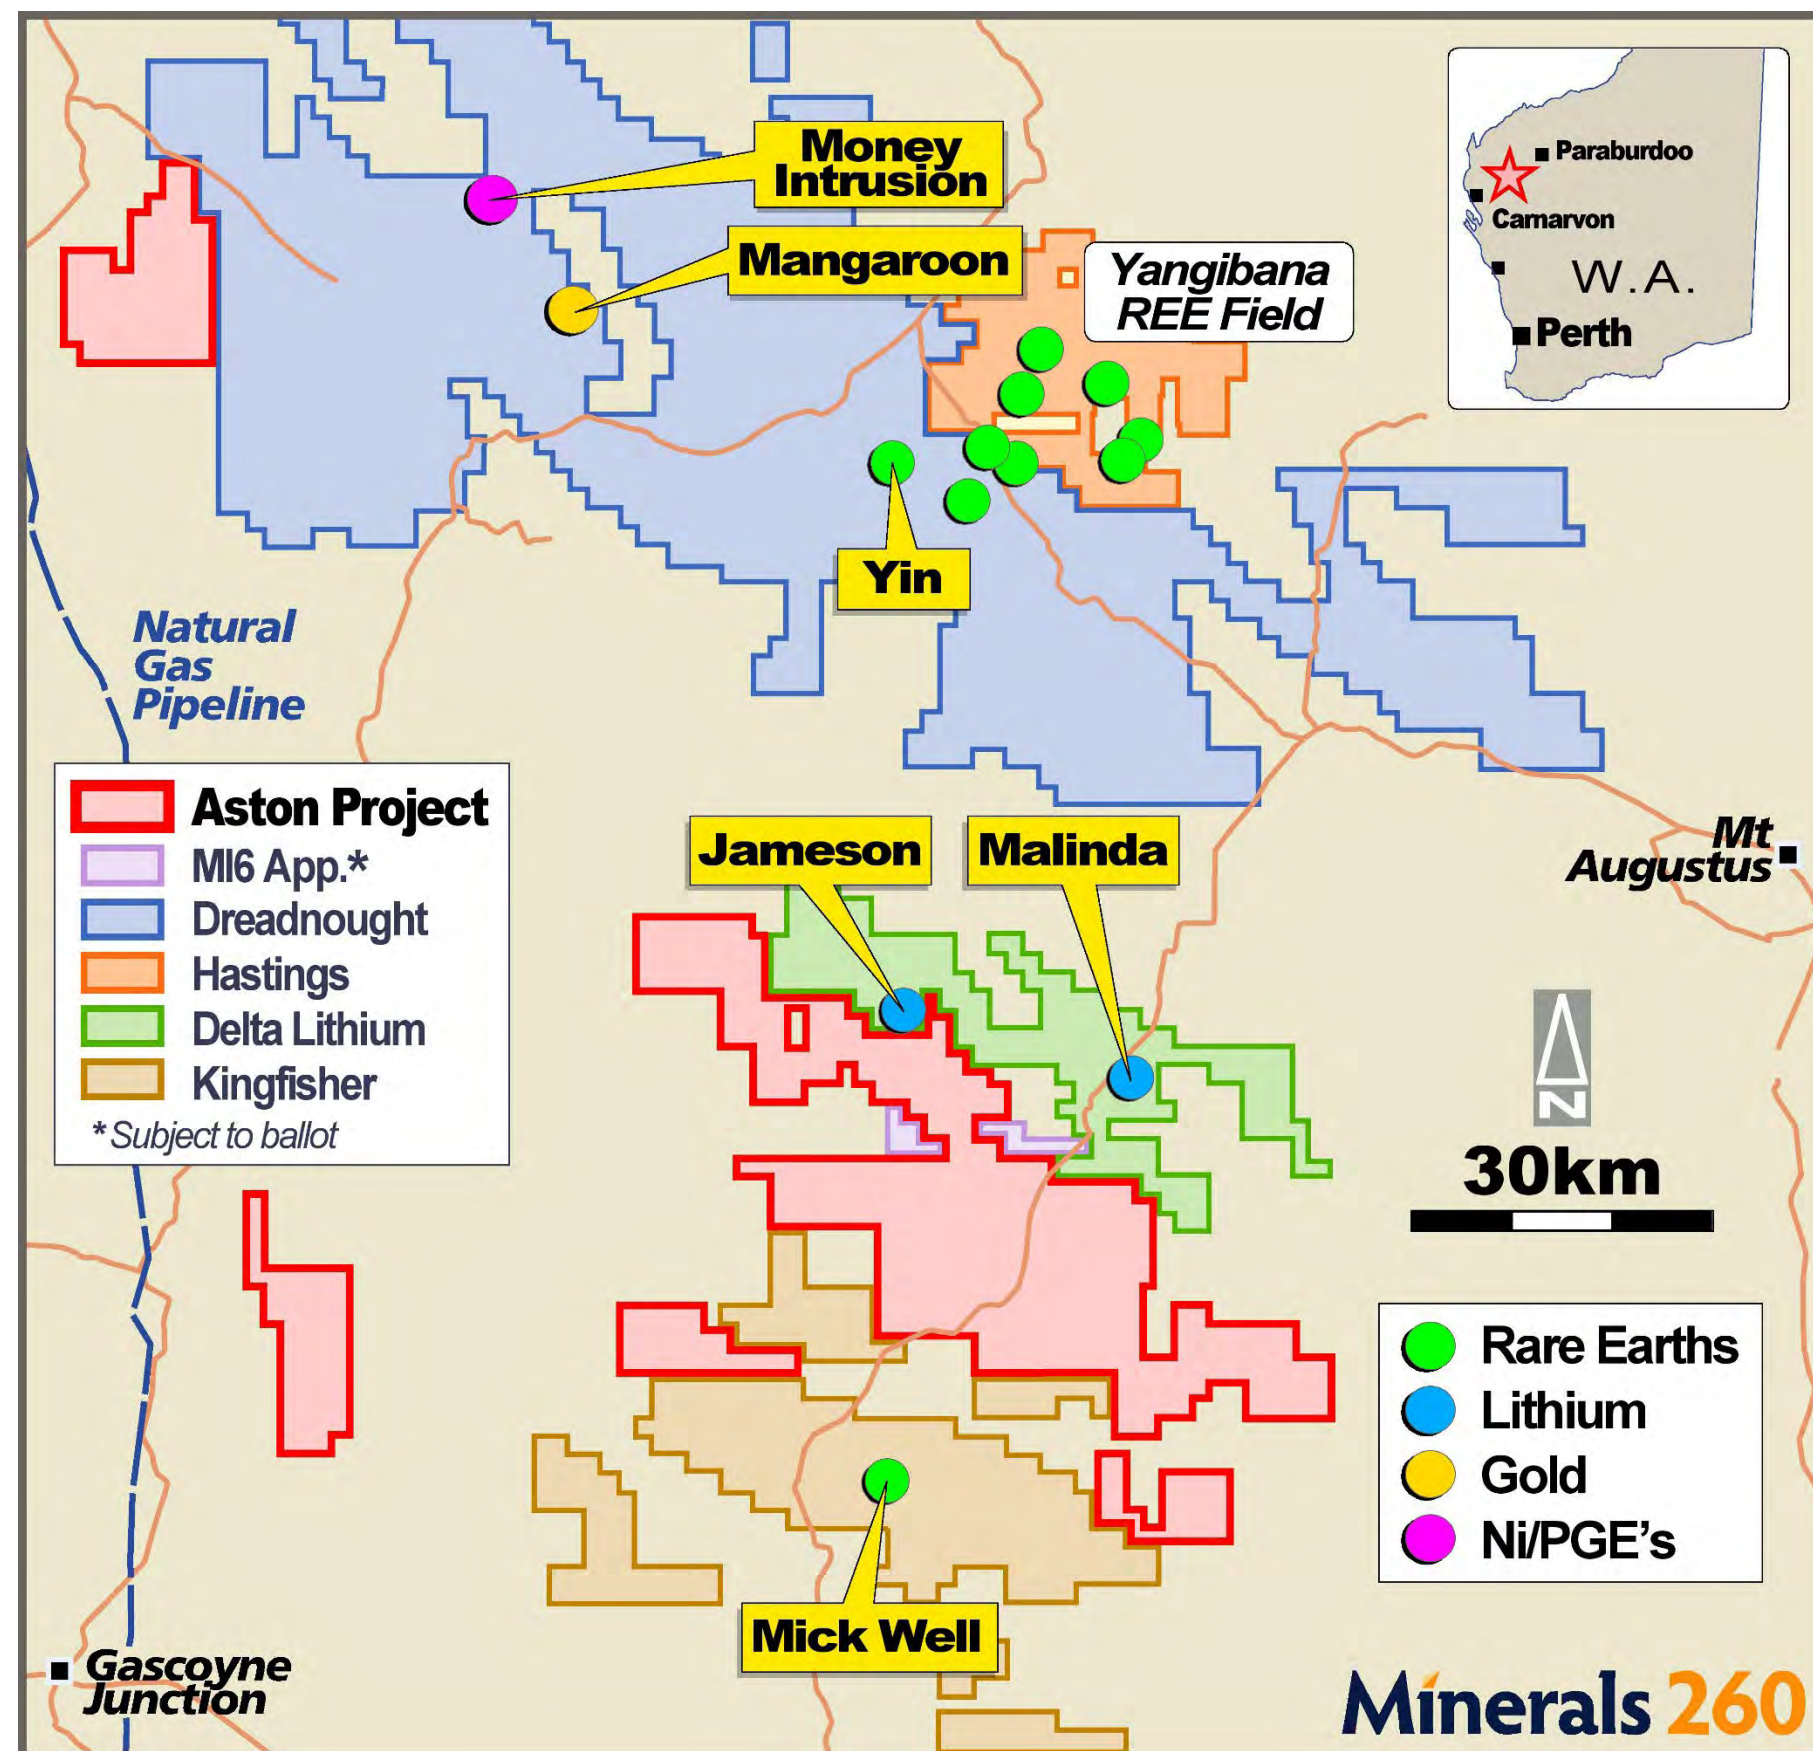 Money
Intrusion
Mangaroon
Yangibana
REE Field
Paraburdoo
Carnarvon
W.A.
Perth
Yin
Natural
Gas
Pipeline
Aston Project
MI6 App.*
Dreadnought
Hastings
Delta Lithium
Kingfisher
*Subject to ballot
Jameson
Malinda
Mt
Augustus
N
30km
Rare Earths
Lithium
Gold
Ni/PGE's
Mick Well
Gascoyne
Junction
Minerals 260